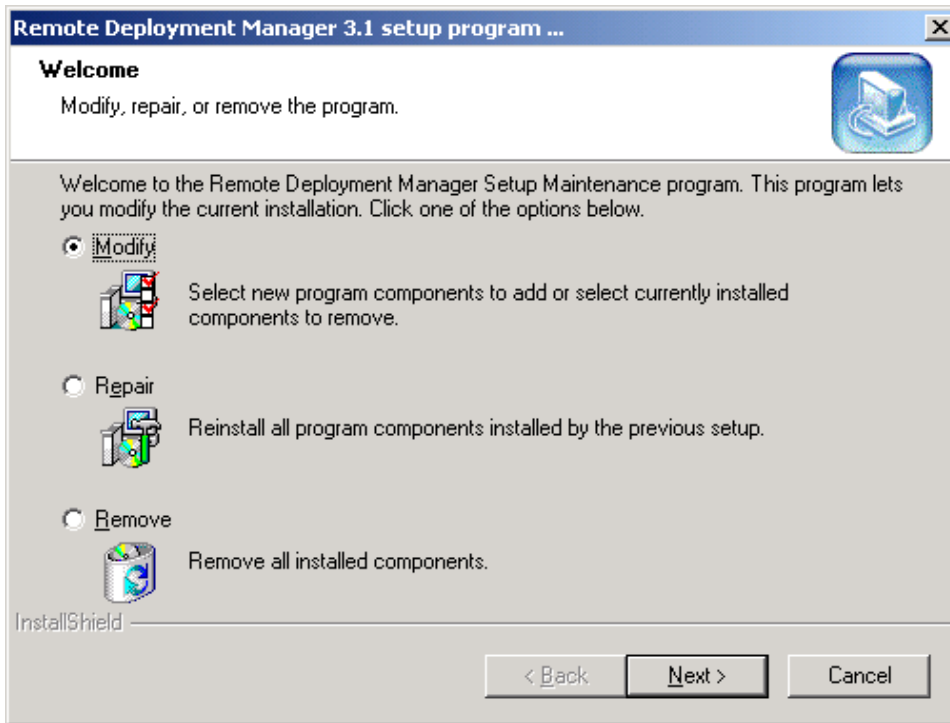 Remote Deployment Manager 3.1 setup program ...
Welcome
Modify, repair, or remove the program.
Welcome to the Remote Deployment Manager Setup Maintenance program. This program lets
you modify the current installation. Click one of the options below.
Modify
Select new program components to add or select currently installed
components to remove.
Repair
Reinstall all program components installed by the previous setup.
Remove
Remove all installed components.
InstallShield
< Back
Next >
Cancel